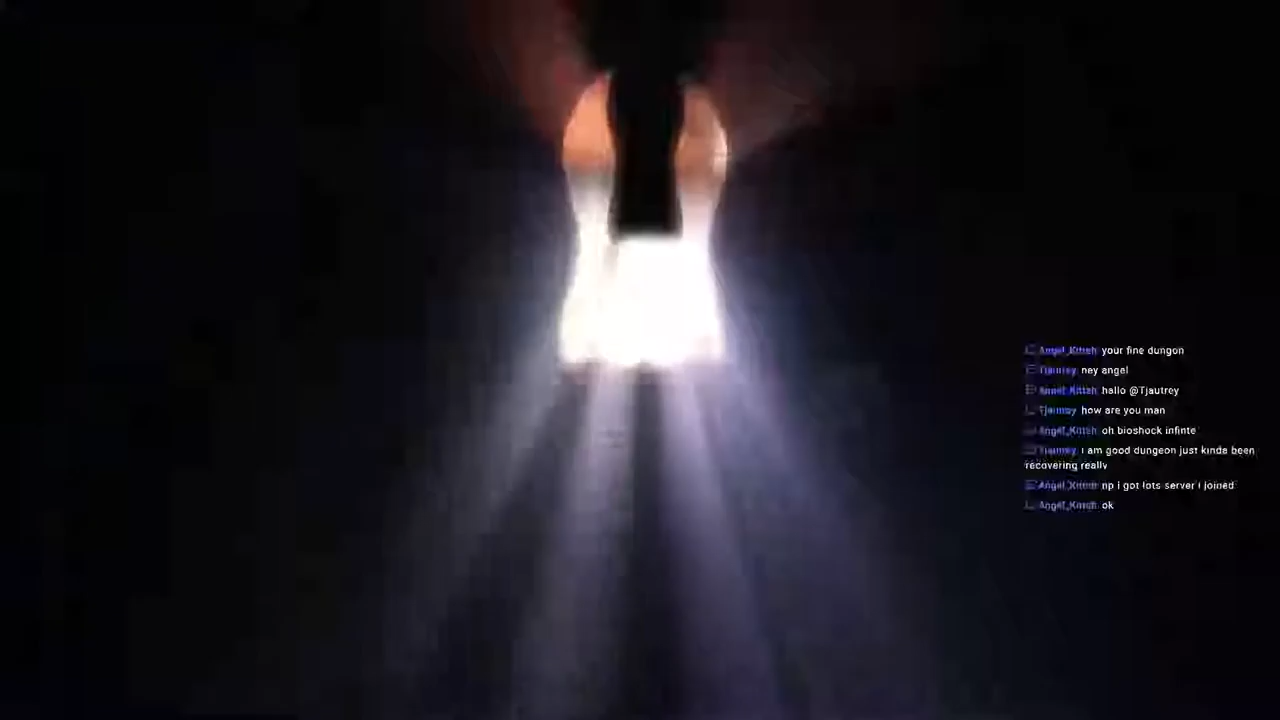 Angel_Kitteh your fine dungon
Tjautrey hey angel
Angel_Kitteh hallo @Tjautrey
Tjautrey how are you man
Angel_Kitteh oh bioshock infinte
Tjautrey i am good dungeon just kinda been
recovering really
Angel_Kitteh np i got lots server i joined
Angel_Kitteh ok